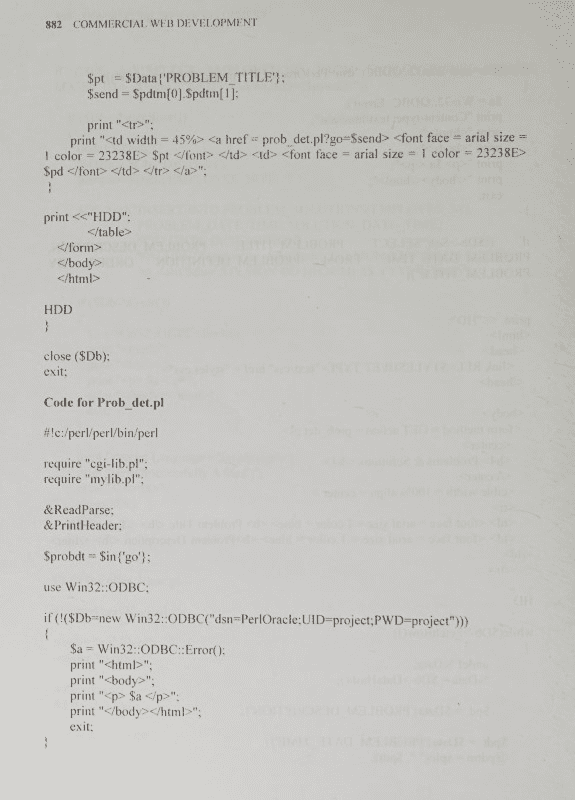 882 COMMERCIAL WEB DEVELOPMENT
$pt = $Data{'PROBLEM_TITLE'};
$send = $pdtm[0].$pdtm[1];
print "<tr>";
print "<td width = 45%> <a href = prob_det.pl?go=$send> <font face = arial size =
1 color = 23238E> $pt </font> </td> <td> <font face = arial size = 1 color = 23238E>
$pd </font> </td> </tr> </a>";
}
print <<"HDD";
</table>
</form>
</body>
</html>
HDD
}
close ($Db);
exit;
Code for Prob_det.pl
#!c:/perl/perl/bin/perl
require "cgi-lib.pl";
require "mylib.pl";
&ReadParse;
&PrintHeader;
$probdt = $in{'go'};
use Win32::ODBC;
if (!($Db=new Win32::ODBC("dsn=PerlOracle;UID=project;PWD=project")))
{
$a = Win32::ODBC::Error();
print "<html>";
print "<body>";
print "<p> $a </p>";
print "</body></html>";
exit;
}